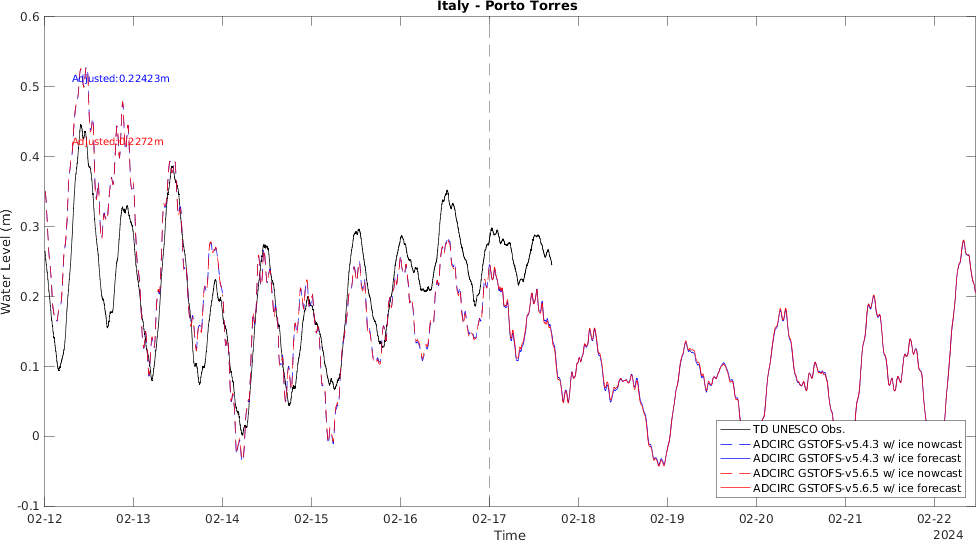 Italy - Porto Torres
Water Level (m)
0.6
0.5
0.4
0.3
0.2
0.1
0
-0.1
Adjusted:0.22423m
Adjusted:0.2272m
TD UNESCO Obs.
ADCIRC GSTOFS-v5.4.3 w/ ice nowcast
ADCIRC GSTOFS-v5.4.3 w/ ice forecast
ADCIRC GSTOFS-v5.6.5 w/ ice nowcast
ADCIRC GSTOFS-v5.6.5 w/ ice forecast
02-12 02-13 02-14 02-15 02-16 02-17 02-18 02-19 02-20 02-21 02-22
Time
2024